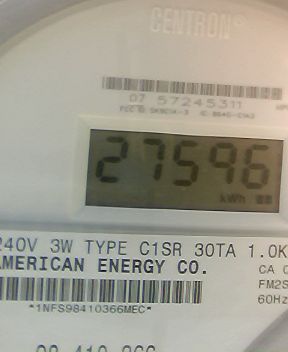 CENTRON®
07 57245311
27596
kWh
240V 3W TYPE C1SR 30TA 1.0K
AMERICAN ENERGY CO.
CA
FM2S
60Hz
*1NFS98410366MEC*